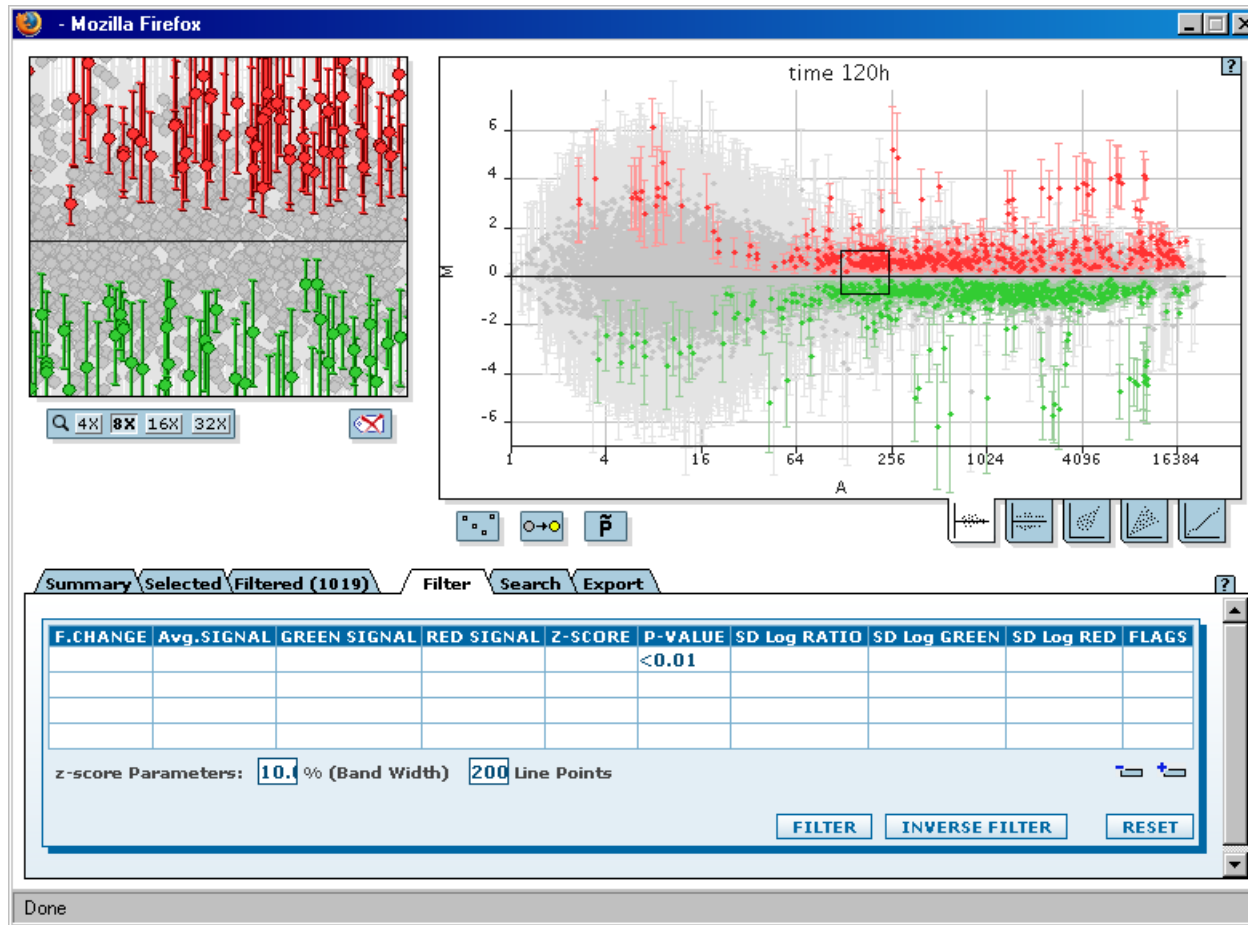 - Mozilla Firefox
time 120h
?
6
4
2
0
-2
-4
-6
M
1 4 16 64 256 1024 4096 16384
A
4X 8X 16X 32X
P̃
Summary Selected Filtered (1019) Filter Search Export
?
F.CHANGE Avg.SIGNAL GREEN SIGNAL RED SIGNAL Z-SCORE P-VALUE SD Log RATIO SD Log GREEN SD Log RED FLAGS
<0.01
z-score Parameters: 10.0 % (Band Width) 200 Line Points
FILTER INVERSE FILTER RESET
Done